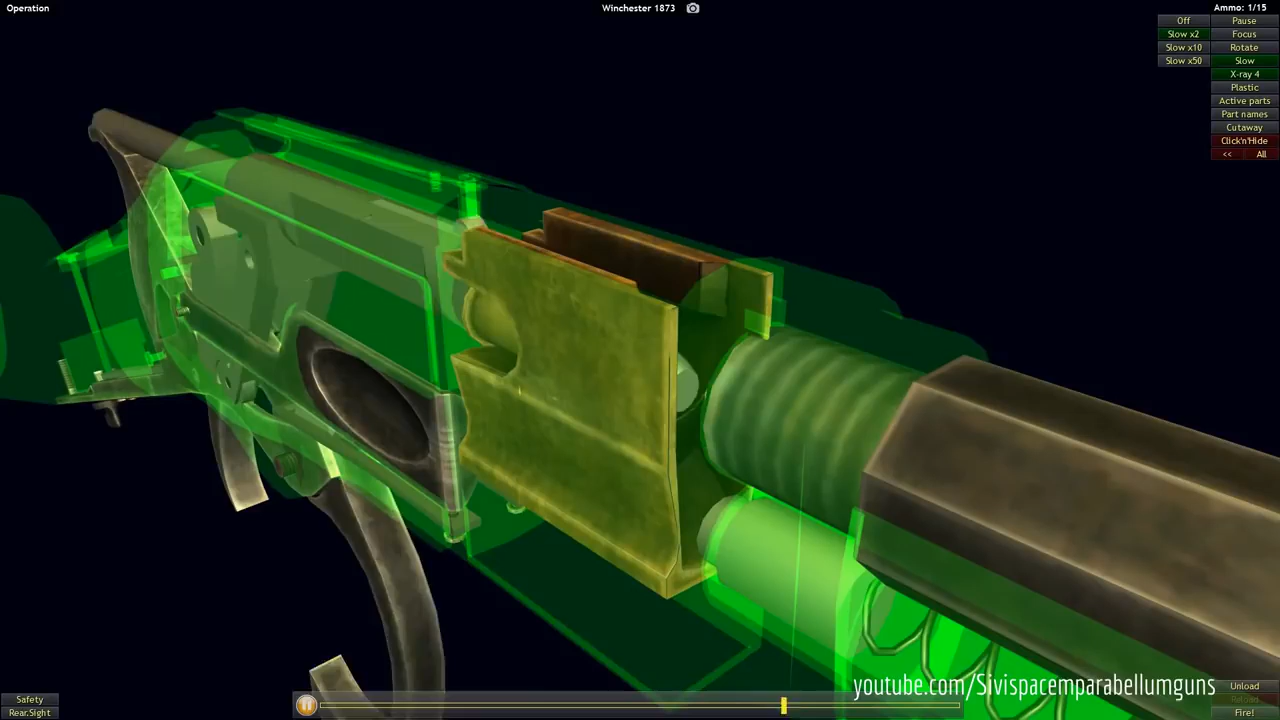 Operation
Winchester 1873
Ammo: 1/15
Off
Pause
Slow x2
Focus
Slow x10
Rotate
Slow x50
Slow
X-ray 4
Plastic
Active parts
Part names
Cutaway
Click'n'Hide
<< All
youtube.com/Sivispacemparabellumguns
Unload
Safety
Reload
Rear.Sight
Fire!